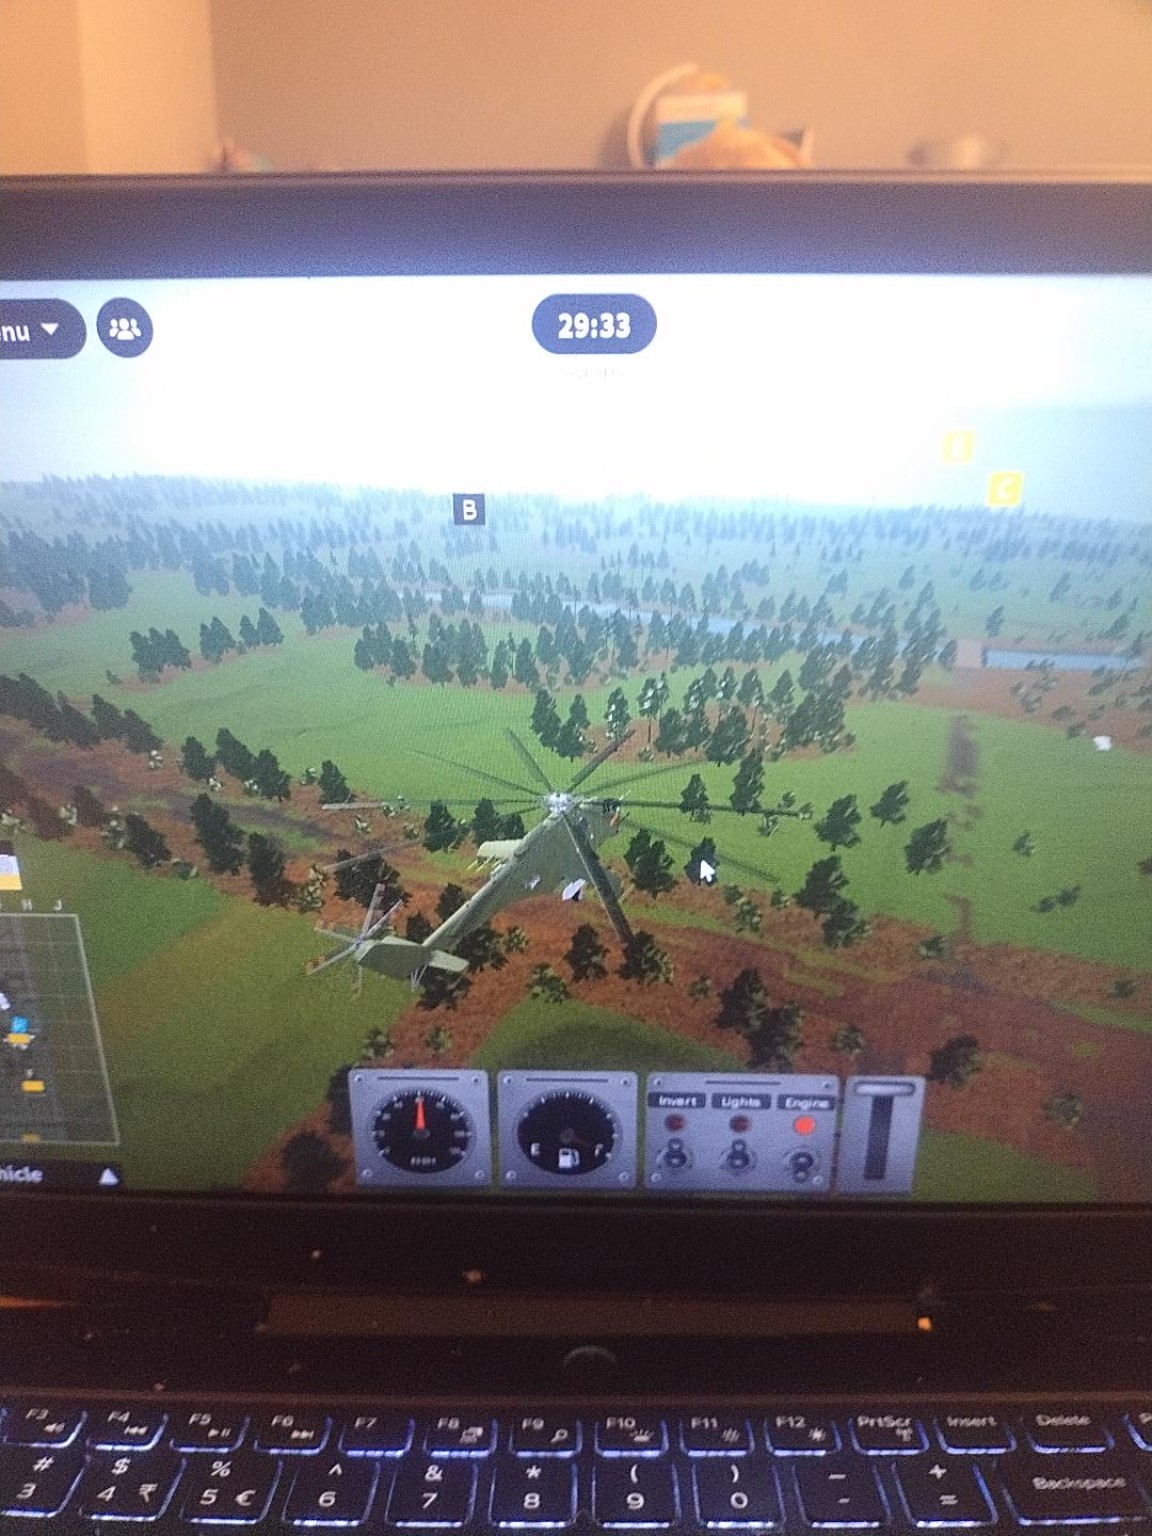 nu
29:33
B
C
H J
hicle
Invert Lights Engine
E F
F3 F4 F5 F6 F7 F8 F9 F10 F11 F12 PrtScr Insert Delete
# $ % ^ & * ( ) _ +
3 4 ₹ 5 € 6 7 8 9 0 - = Backspace